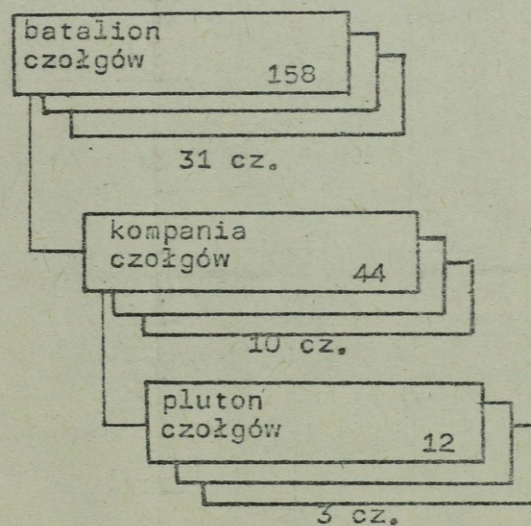 batalion
czołgów 158
31 cz.
kompania
czołgów 44
10 cz.
pluton
czołgów 12
3 cz.